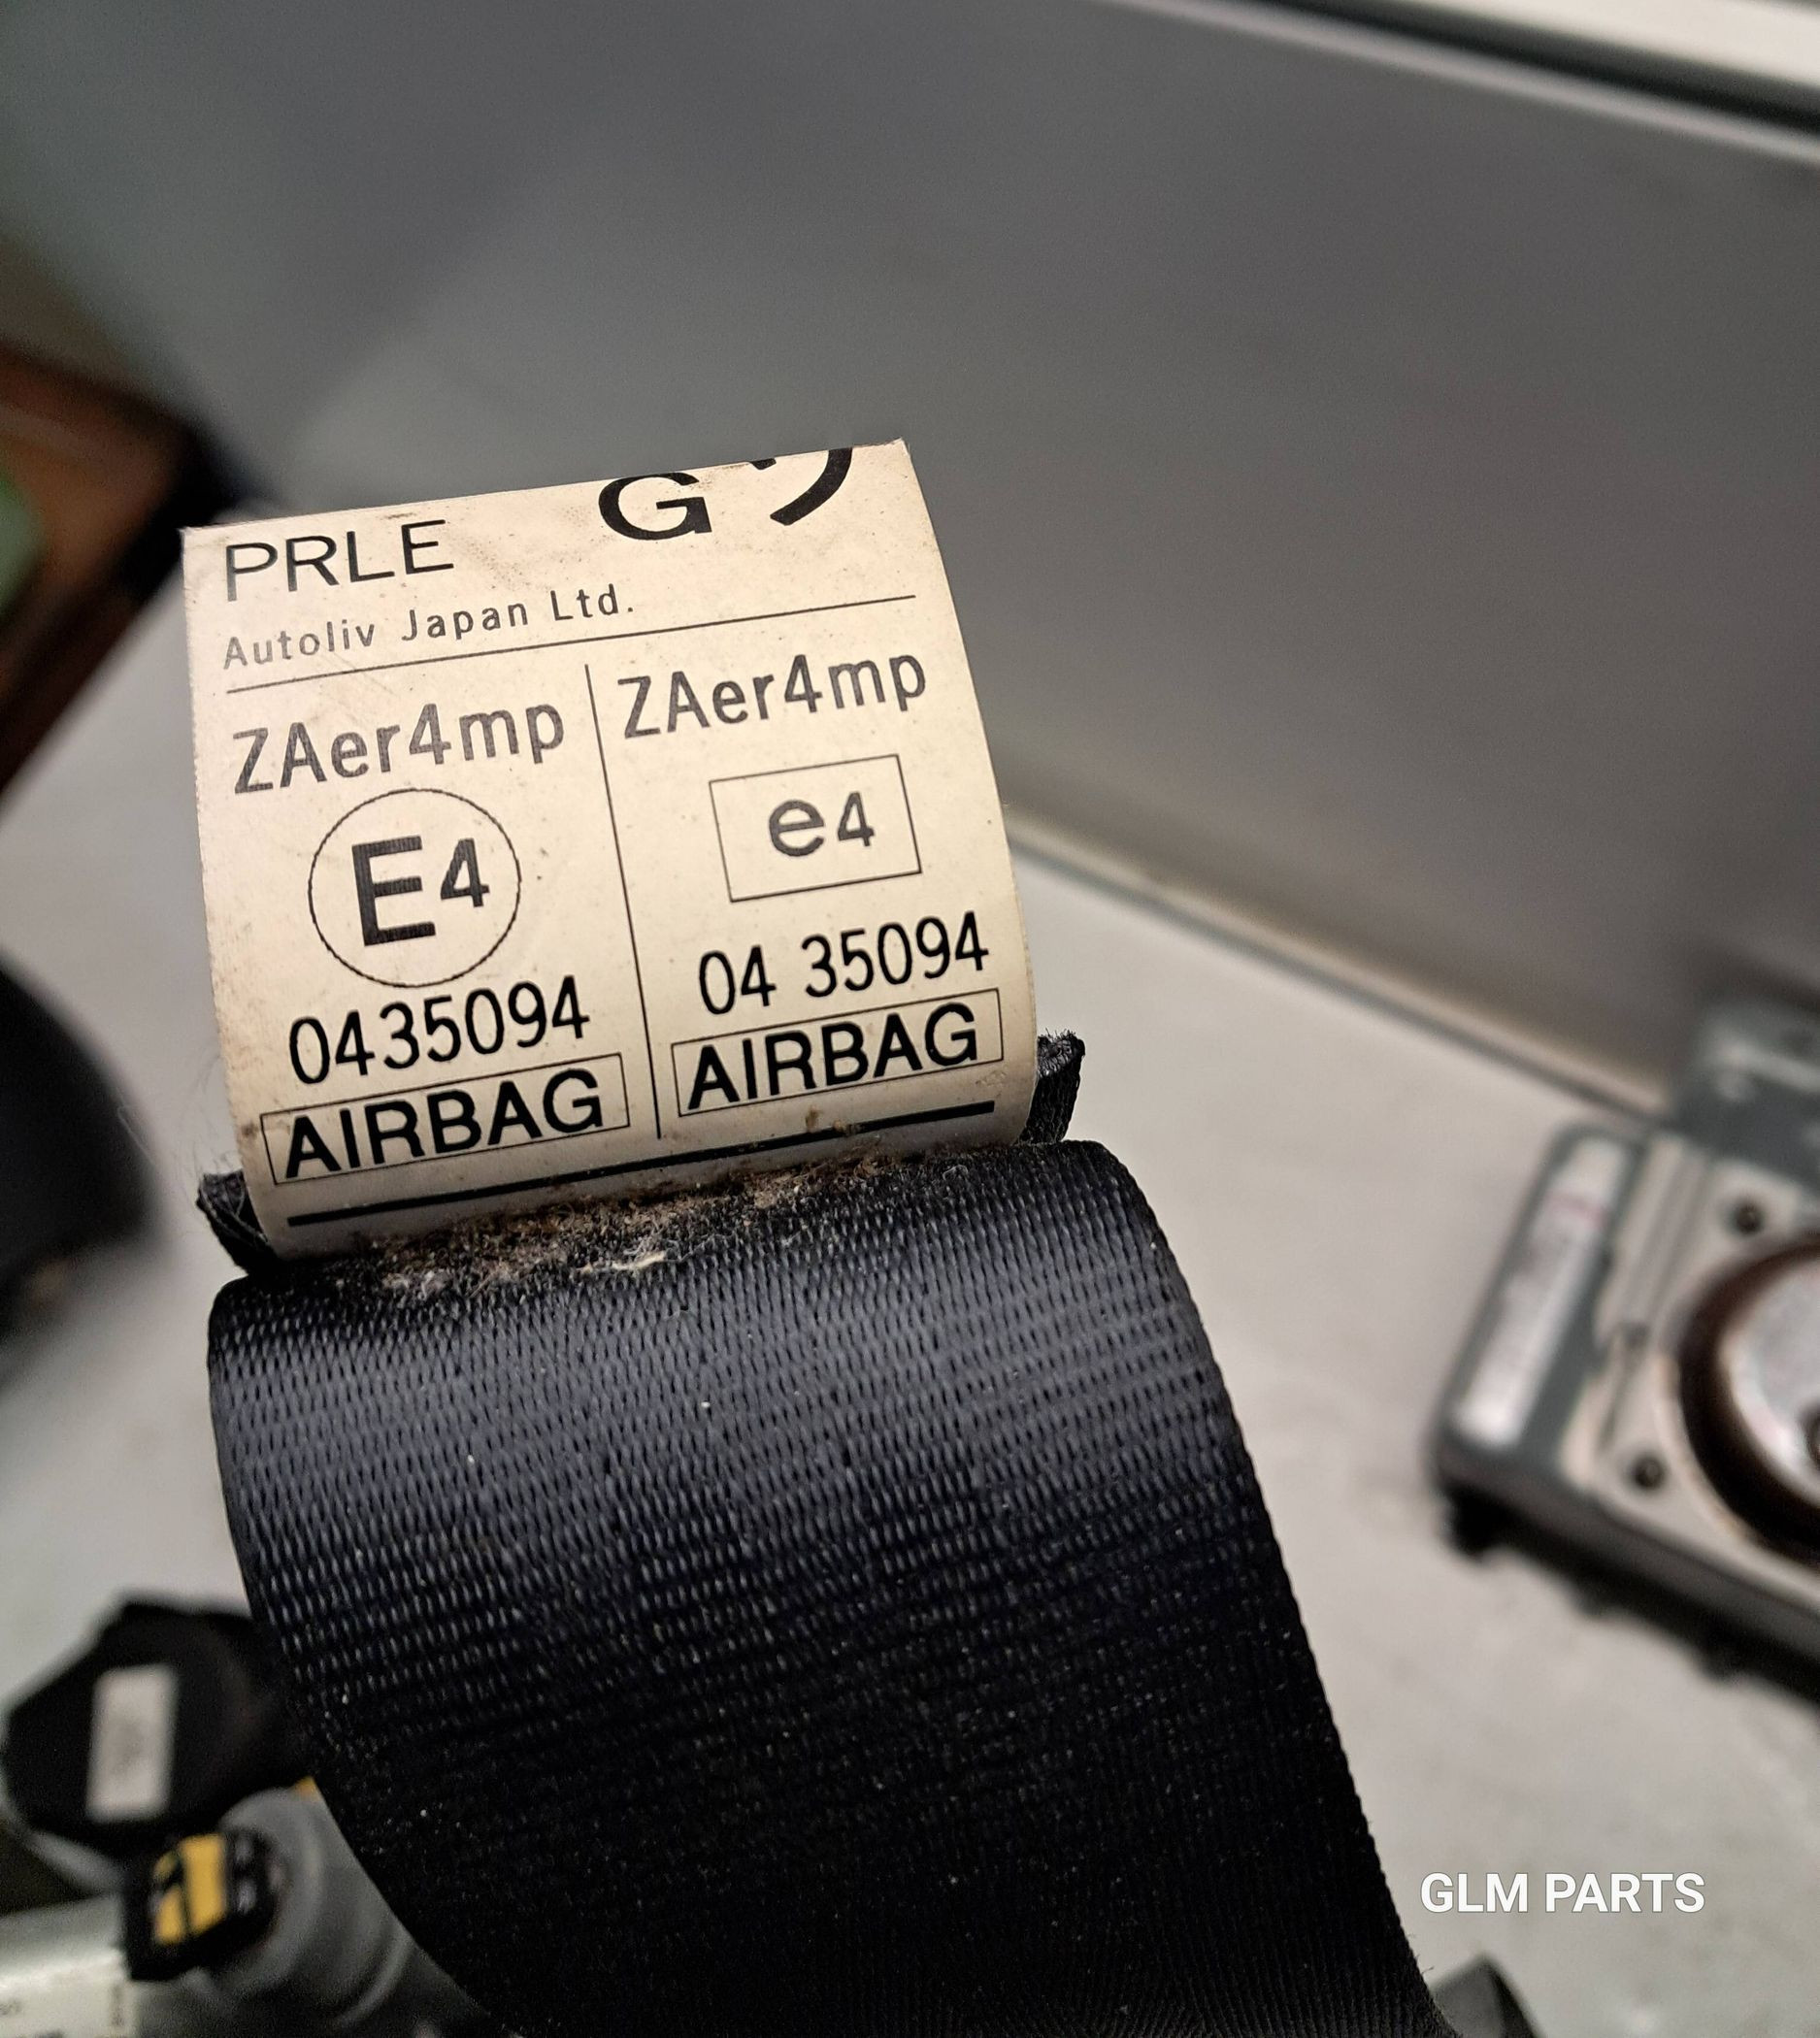 PRLE G
Autoliv Japan Ltd.
ZAer4mp
E4
0435094
AIRBAG
ZAer4mp
e4
04 35094
AIRBAG
GLM PARTS